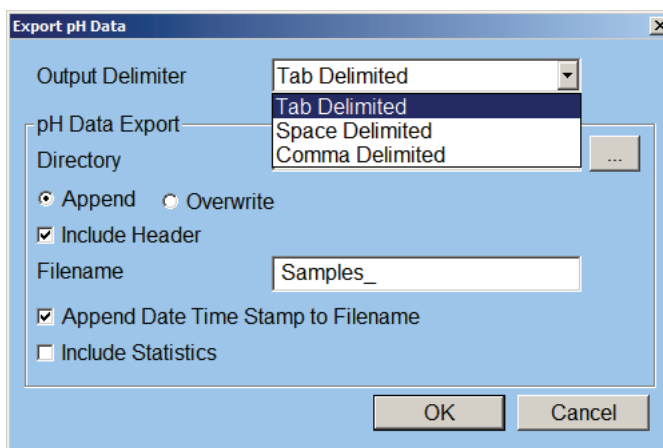 Export pH Data
Output Delimiter Tab Delimited
Tab Delimited
Space Delimited
Comma Delimited
pH Data Export
Directory ...
Append Overwrite
Include Header
Filename Samples_
Append Date Time Stamp to Filename
Include Statistics
OK Cancel